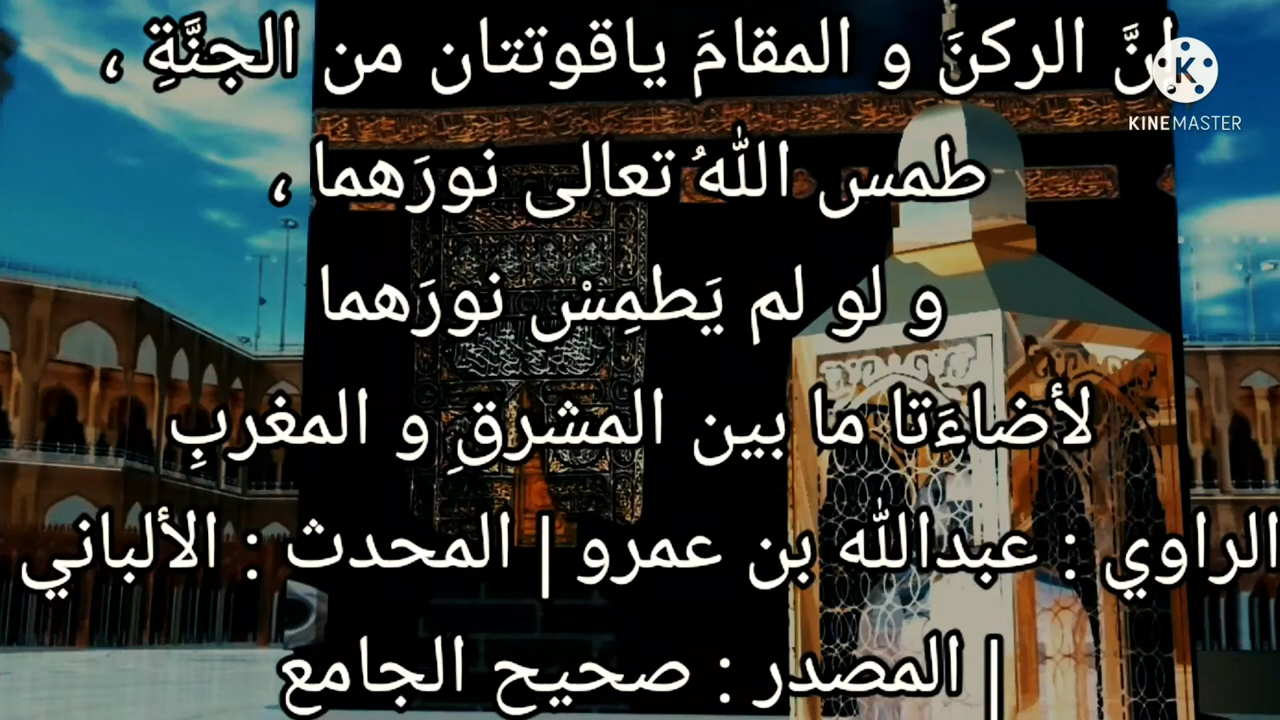 إنَّ الركنَ و المقامَ ياقوتتان من الجنَّةِ ،
KINEMASTER
طمس اللهُ تعالى نورَهما ،
و لو لم يَطمِسْ نورَهما
لأضاءَتا ما بين المشرقِ و المغربِ
الراوي : عبدالله بن عمرو | المحدث : الألباني
| المصدر : صحيح الجامع